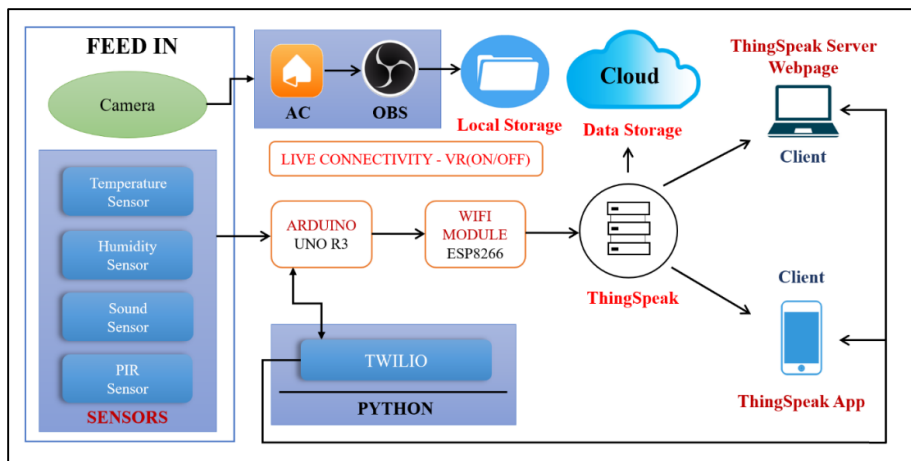 FEED IN
Camera
AC
OBS
Local Storage
Cloud
Data Storage
ThingSpeak Server
Webpage
Client
LIVE CONNECTIVITY - VR(ON/OFF)
Temperature
Sensor
Humidity
Sensor
Sound
Sensor
PIR
Sensor
SENSORS
ARDUINO
UNO R3
WIFI
MODULE
ESP8266
ThingSpeak
Client
ThingSpeak App
TWILIO
PYTHON